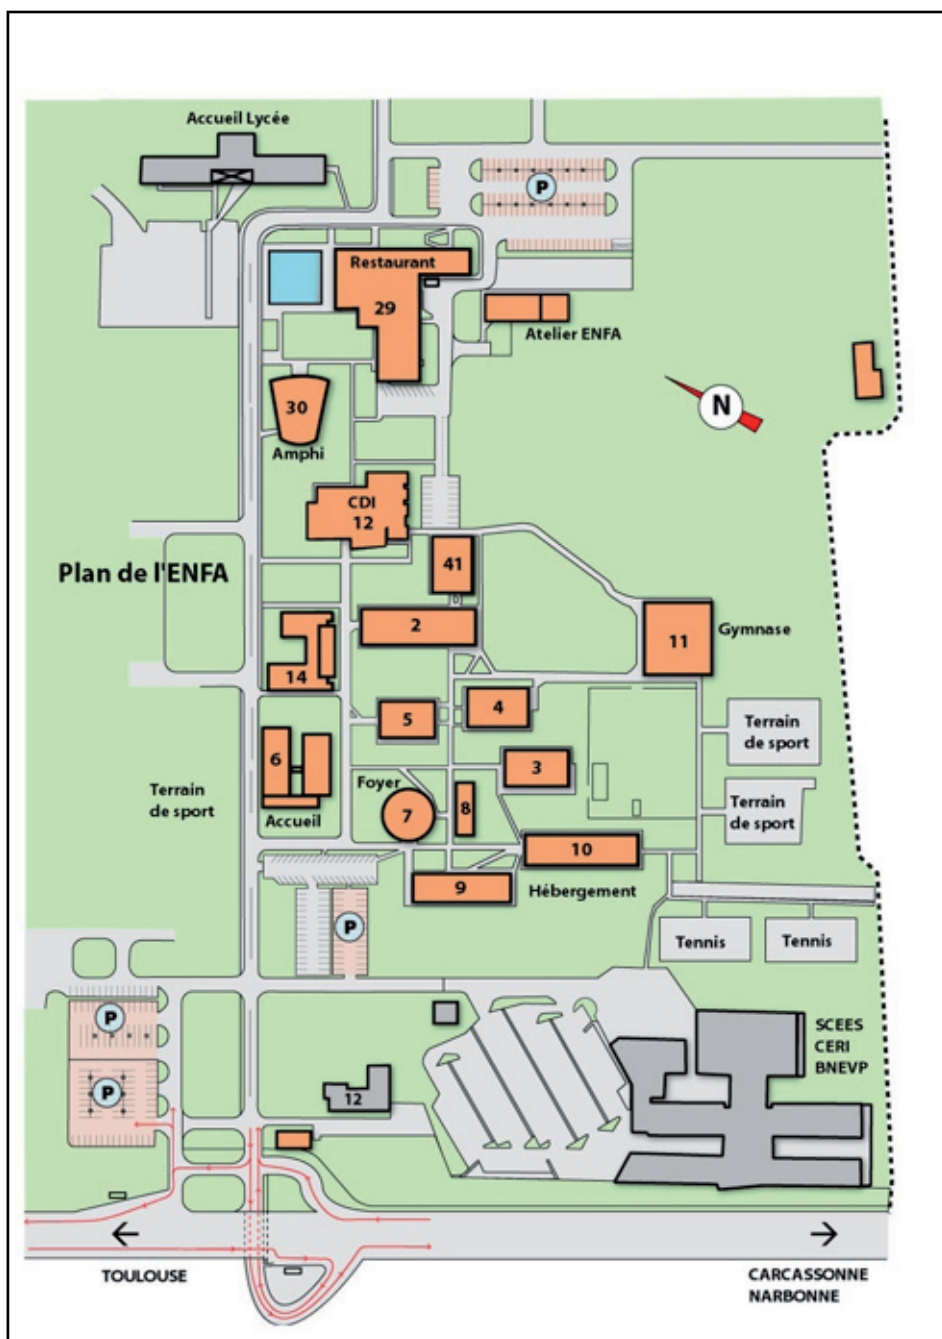 Accueil Lycée
P
Restaurant
29
Atelier ENFA
N
30
Amphi
CDI
12
41
Plan de l'ENFA
2
11
Gymnase
14
5
4
Terrain
de sport
6
3
Foyer
Terrain
de sport
7
8
Terrain
de sport
Accueil
10
9
Hébergement
P
Tennis
Tennis
P
SCEES
CERI
BNEVP
P
12
TOULOUSE
CARCASSONNE
NARBONNE